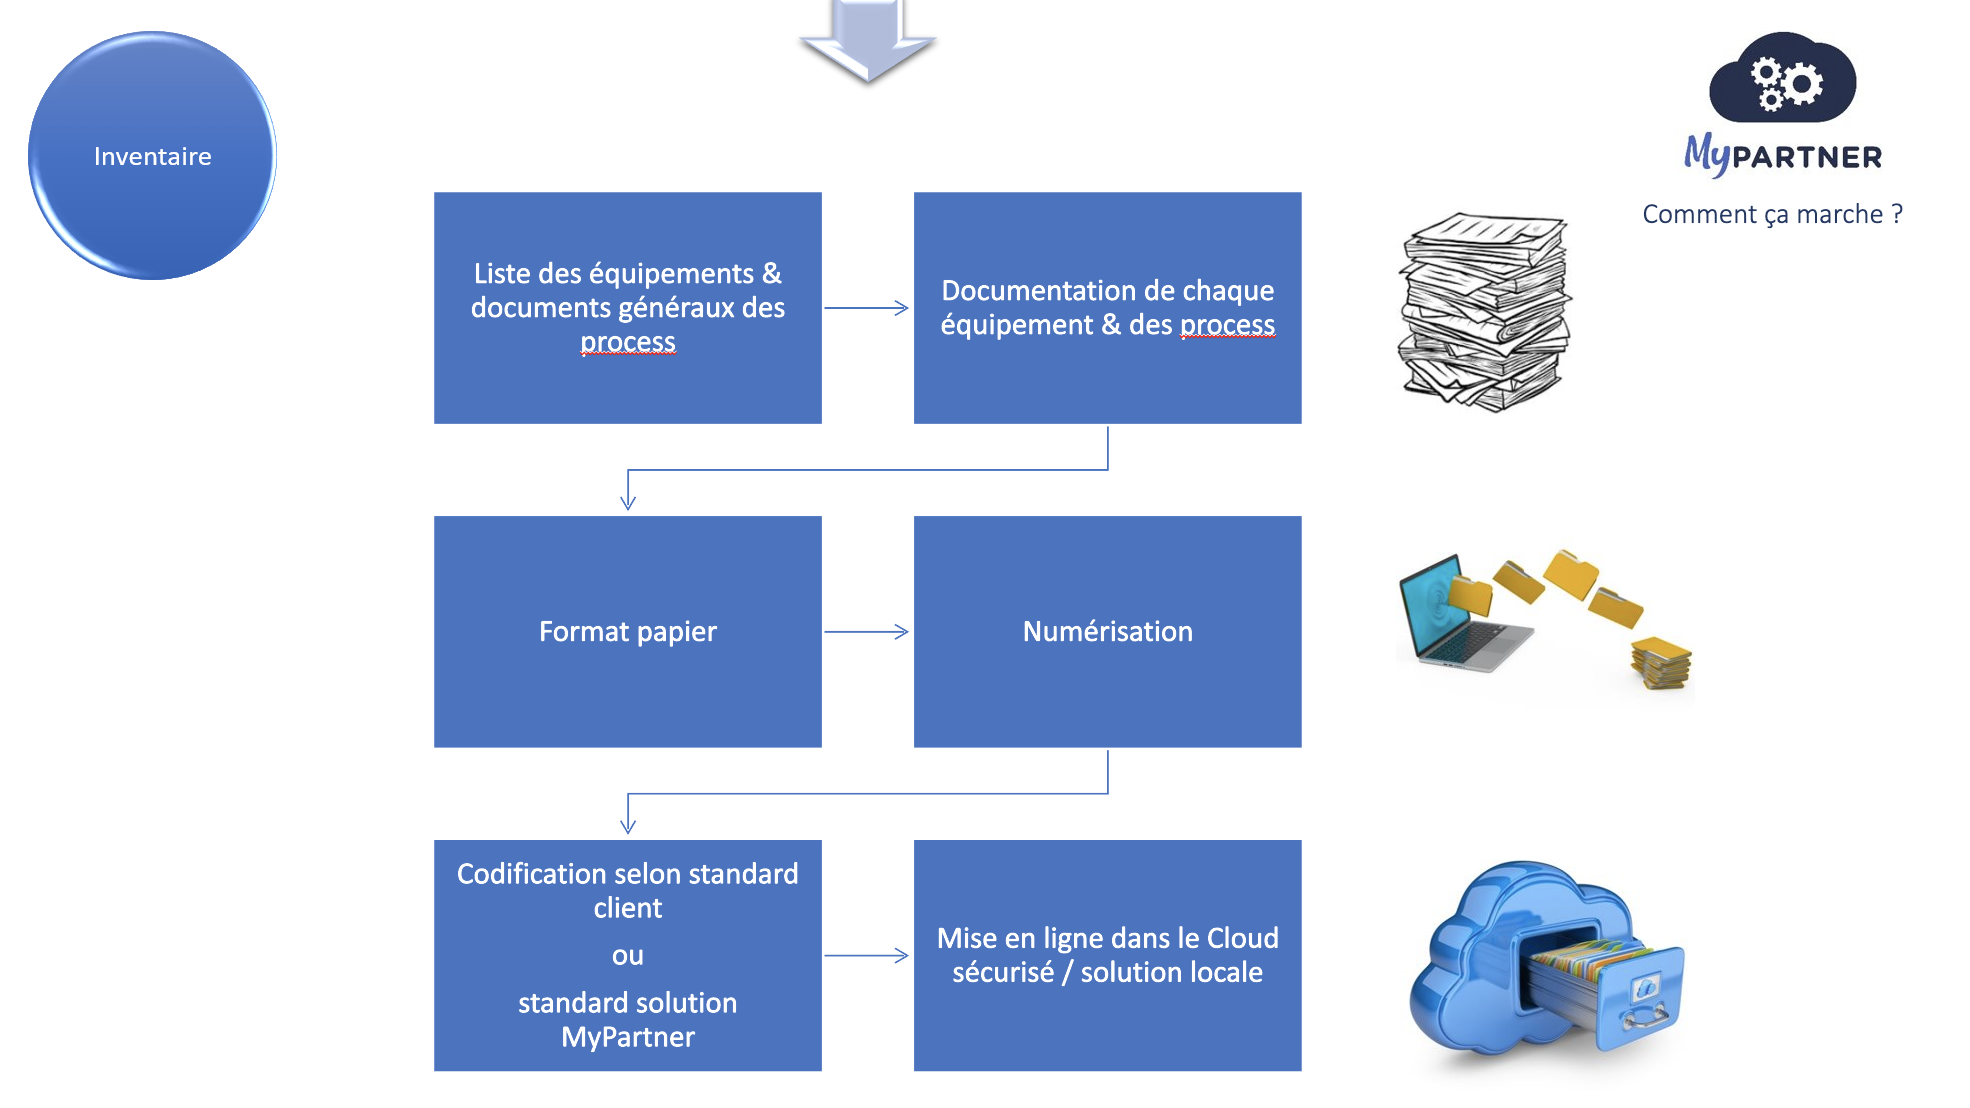 Inventaire
MyPARTNER
Comment ça marche ?
Liste des équipements &
documents généraux des
process
Documentation de chaque
équipement & des process
Format papier
Numérisation
Codification selon standard
client
ou
standard solution
MyPartner
Mise en ligne dans le Cloud
sécurisé / solution locale